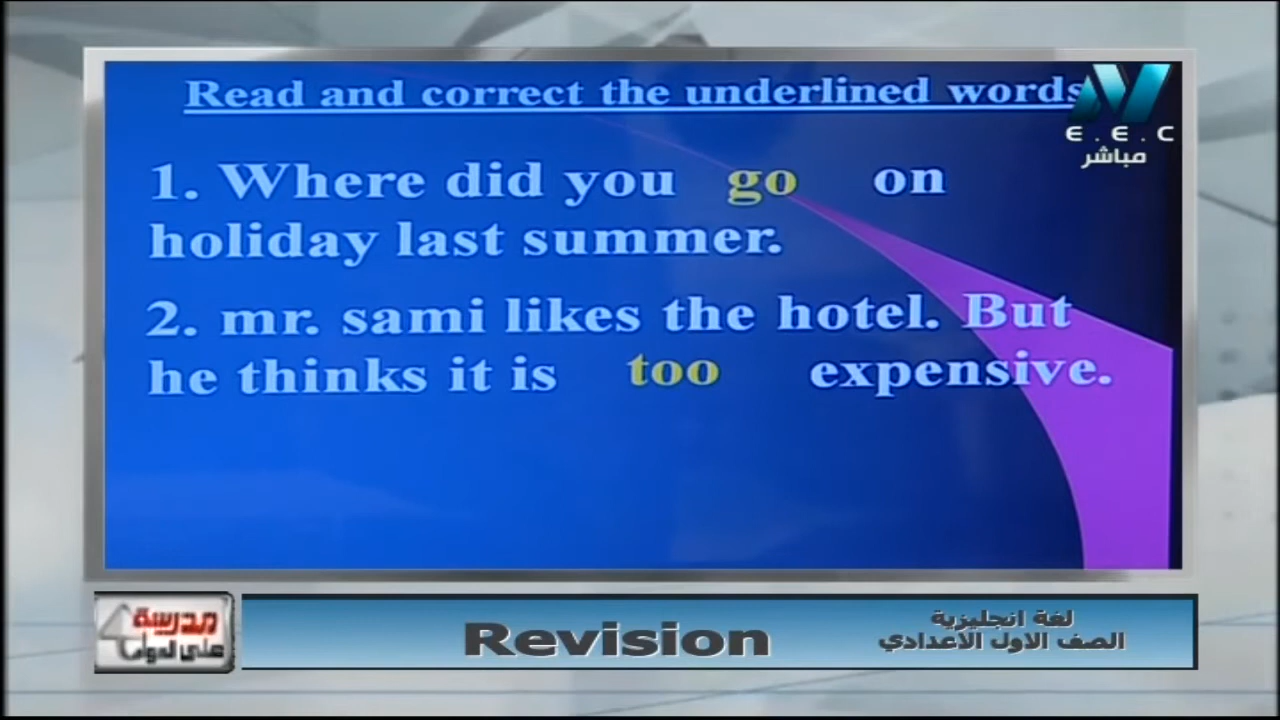 Read and correct the underlined words
E . E . C
مباشر
1. Where did you go on
holiday last summer.
2. mr. sami likes the hotel. But
he thinks it is too expensive.
مدرسة
على الهواء
Revision
لغة انجليزية
الصف الاول الاعدادي